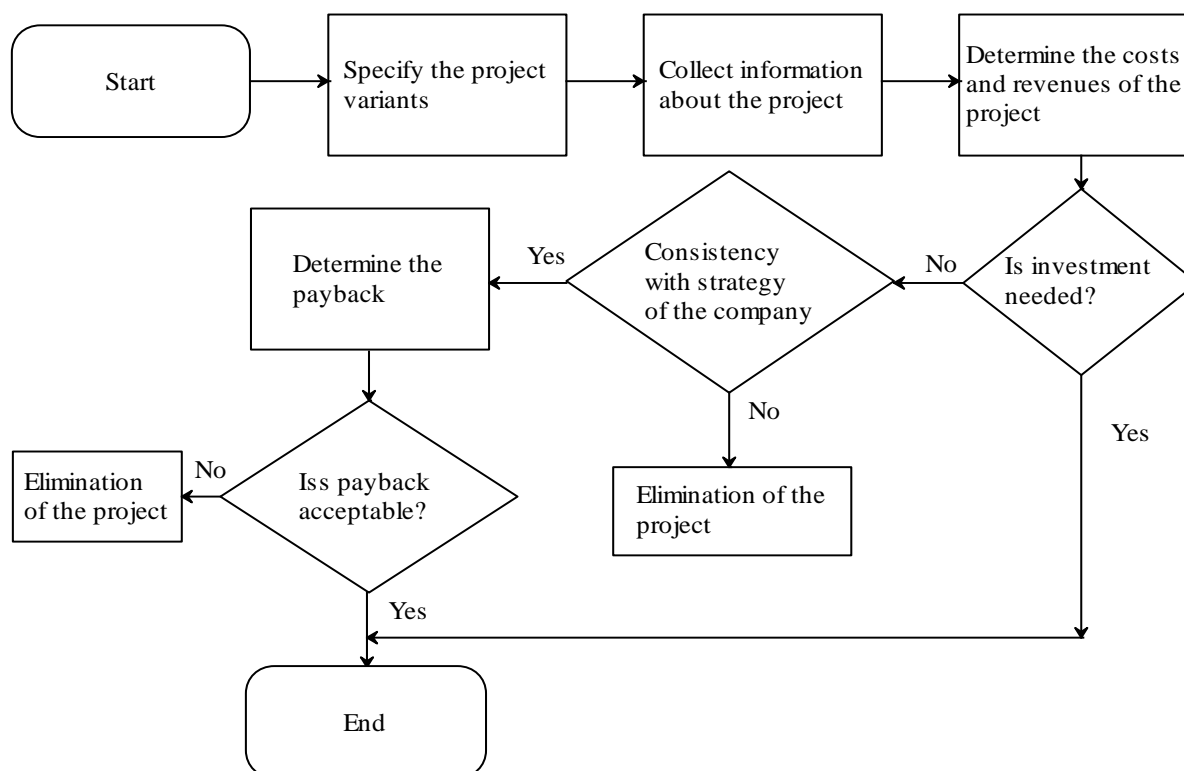 Start
Specify the project
variants
Collect information
about the project
Determine the costs
and revenues of the
project
Is investment
needed?
No
Yes
Consistency
with strategy
of the company
Yes
No
Determine the
payback
Elimination of the
project
Iss payback
acceptable?
No
Elimination
of the project
Yes
End